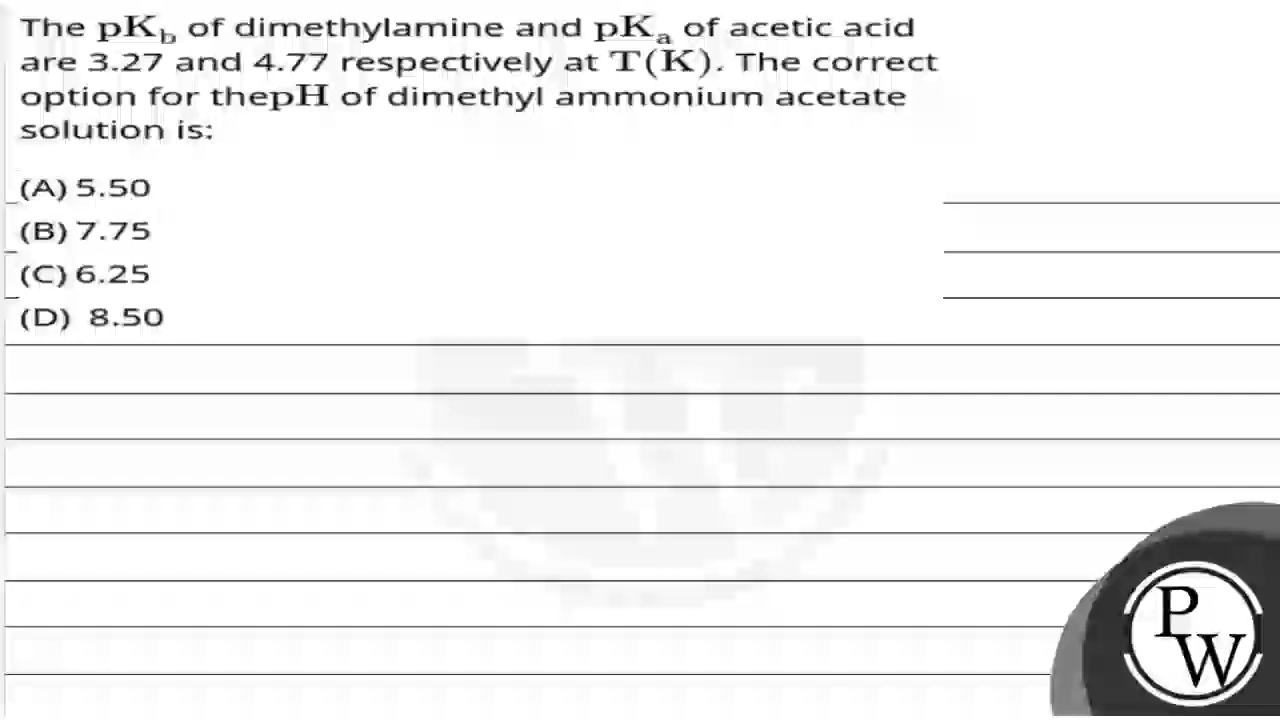 The pK_b of dimethylamine and pK_a of acetic acid
are 3.27 and 4.77 respectively at T(K). The correct
option for thepH of dimethyl ammonium acetate
solution is:
(A) 5.50
(B) 7.75
(C) 6.25
(D) 8.50
PW